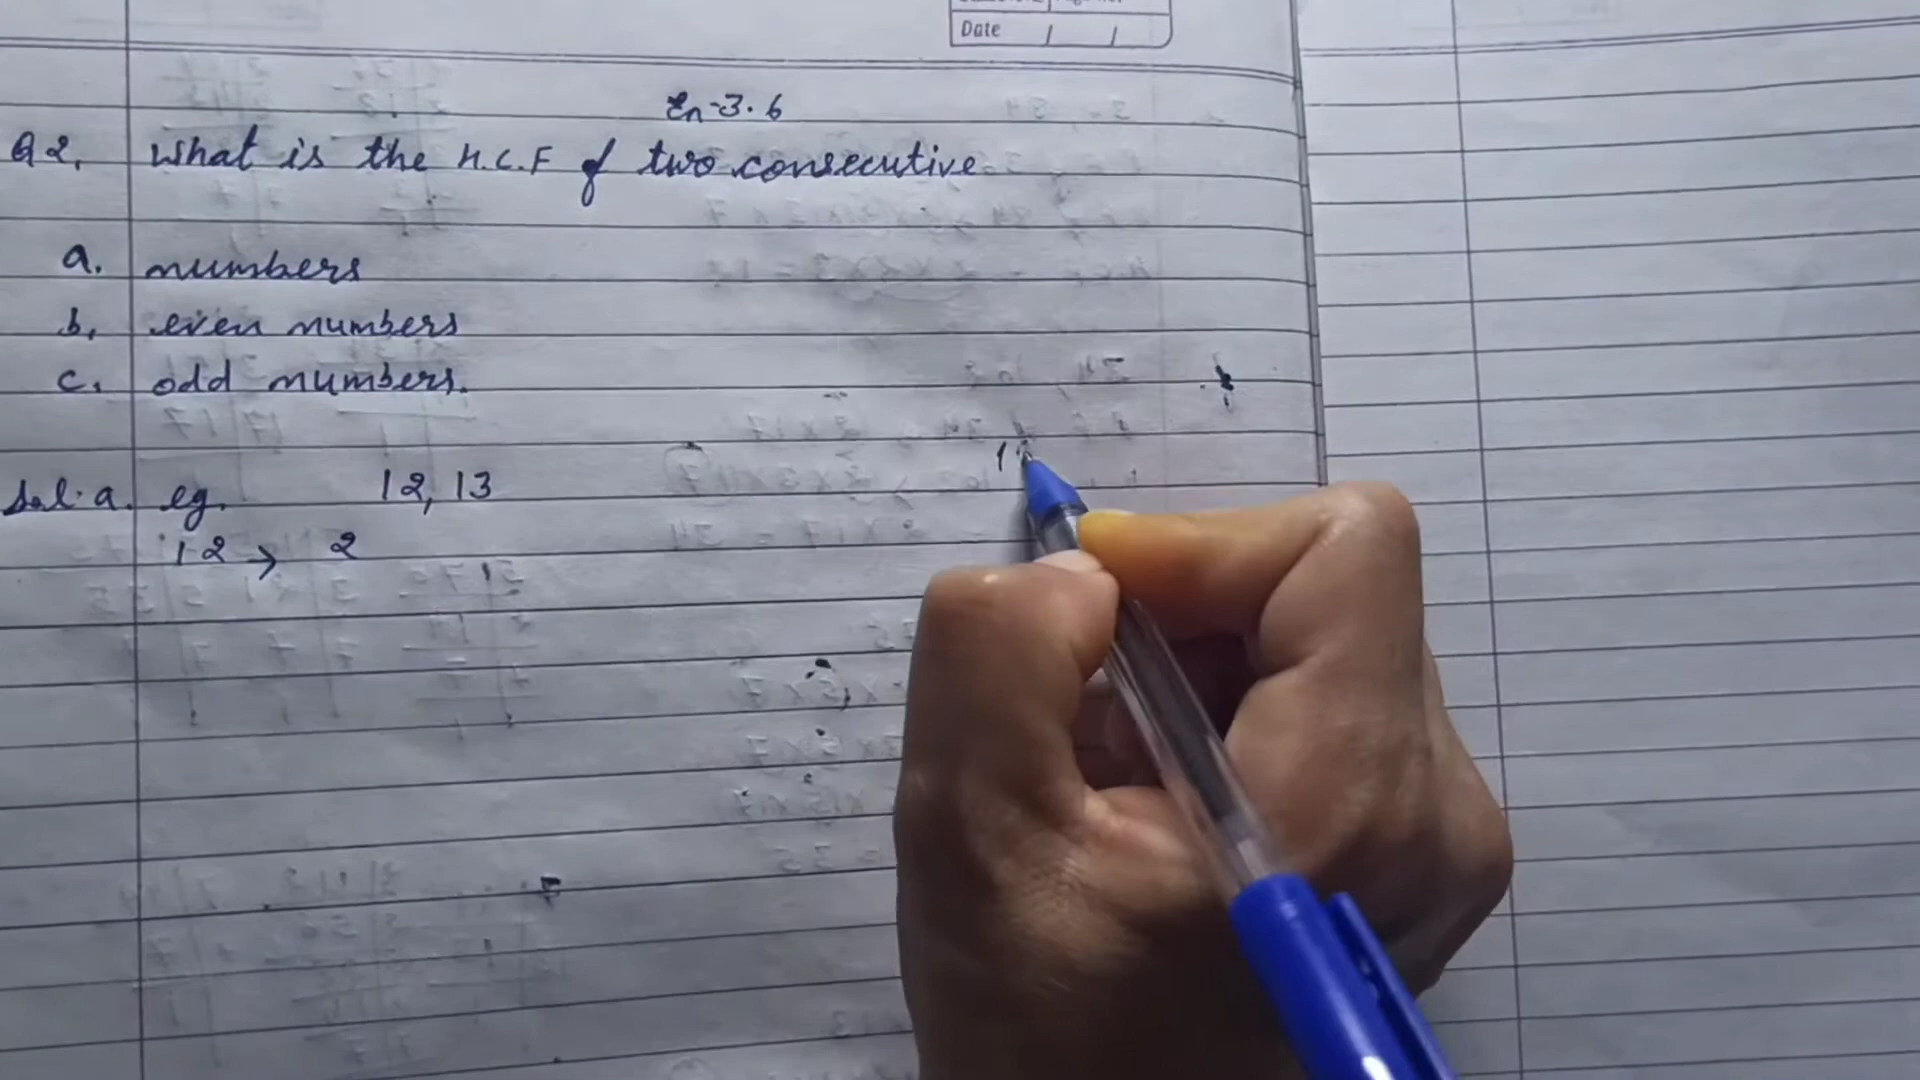 Date / /
Ex-3.6
Q2. What is the H.C.F of two consecutive
a. numbers
b. even numbers
c. odd numbers.
Sol. a. eg. 12, 13
12 → 2